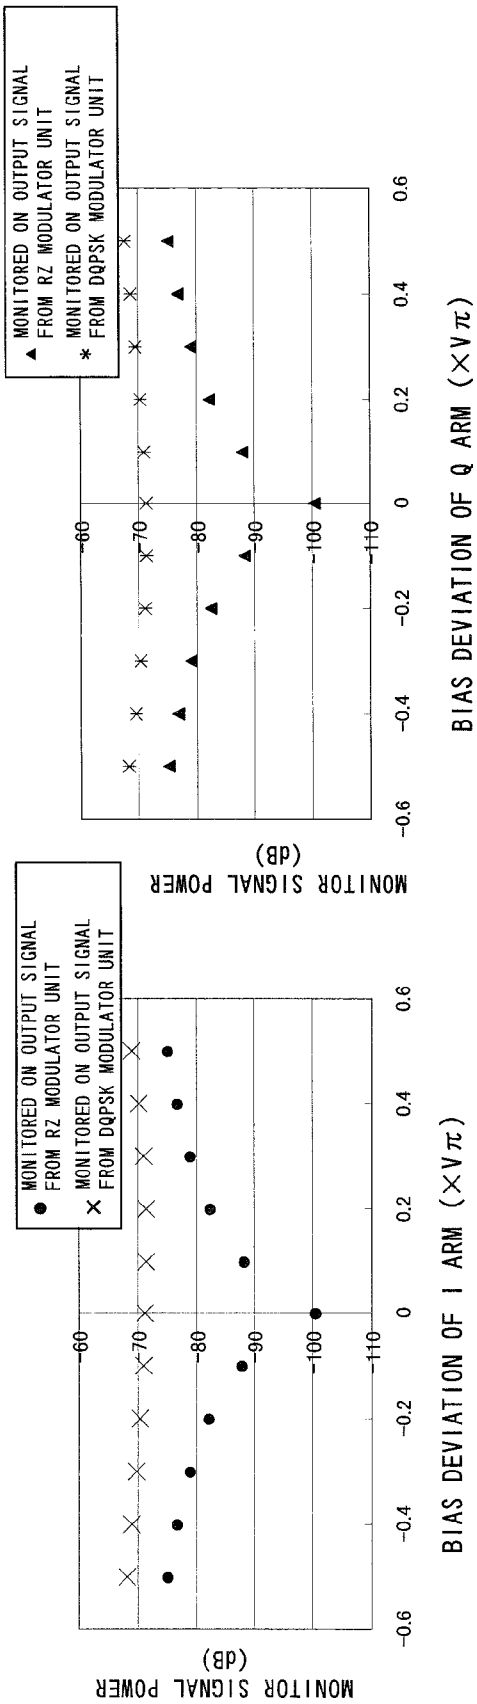 ● MONITORED ON OUTPUT SIGNAL
FROM RZ MODULATOR UNIT
× MONITORED ON OUTPUT SIGNAL
FROM DQPSK MODULATOR UNIT
MONITOR SIGNAL POWER
(dB)
-60
-70
-80
-90
-100
-110
-0.6
-0.4
-0.2
0
0.2
0.4
0.6
BIAS DEVIATION OF I ARM (×Vπ)
▲ MONITORED ON OUTPUT SIGNAL
FROM RZ MODULATOR UNIT
* MONITORED ON OUTPUT SIGNAL
FROM DQPSK MODULATOR UNIT
MONITOR SIGNAL POWER
(dB)
-60
-70
-80
-90
-100
-110
-0.6
-0.4
-0.2
0
0.2
0.4
0.6
BIAS DEVIATION OF Q ARM (×Vπ)